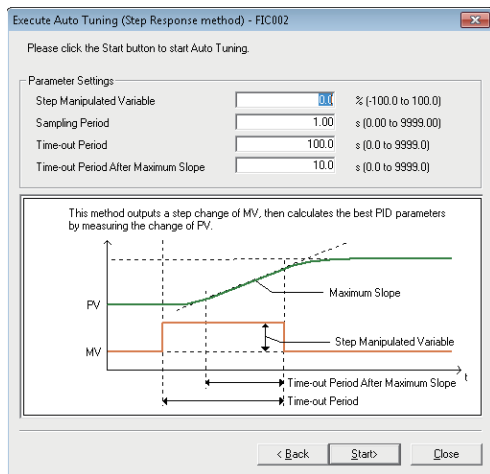 Execute Auto Tuning (Step Response method) - FIC002
Please click the Start button to start Auto Tuning.
Parameter Settings
Step Manipulated Variable 0.0 % (-100.0 to 100.0)
Sampling Period 1.00 s (0.00 to 9999.00)
Time-out Period 100.0 s (0.0 to 9999.0)
Time-out Period After Maximum Slope 10.0 s (0.0 to 9999.0)
This method outputs a step change of MV, then calculates the best PID parameters
by measuring the change of PV.
Maximum Slope
PV
Step Manipulated Variable
MV
t
Time-out Period After Maximum Slope
Time-out Period
< Back Start> Close